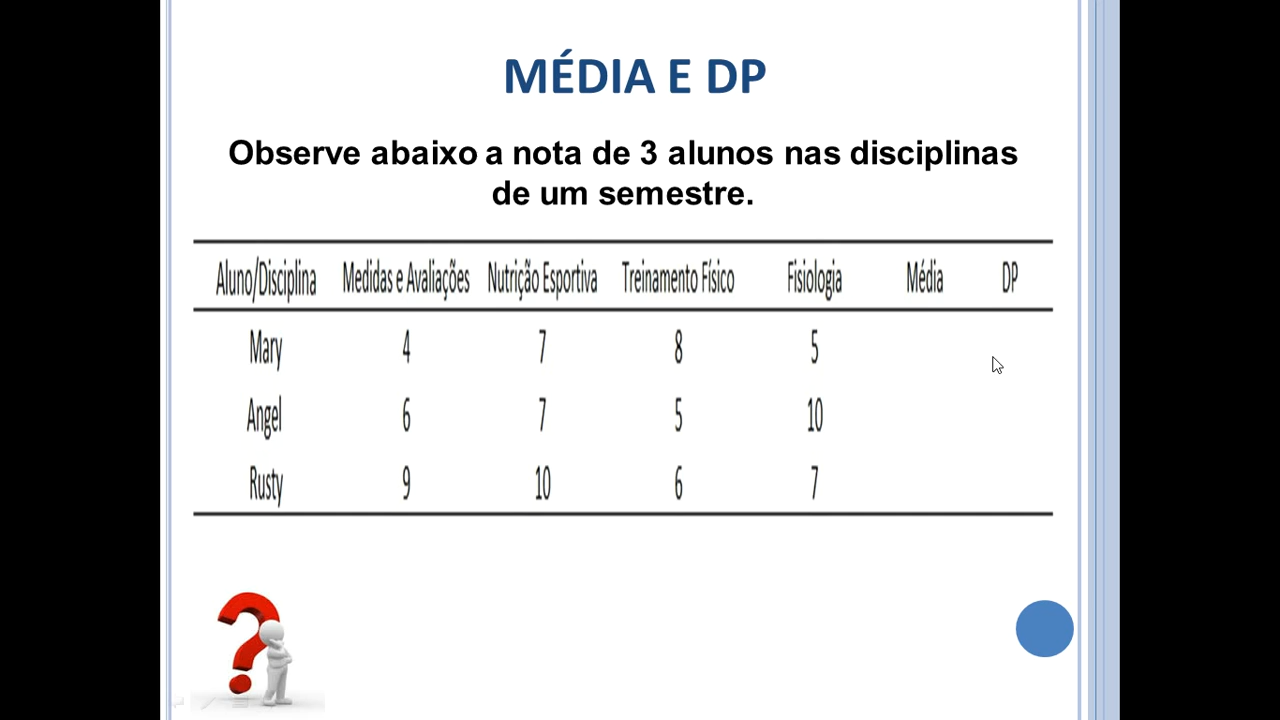 MÉDIA E DP
Observe abaixo a nota de 3 alunos nas disciplinas
de um semestre.
Aluno/Disciplina Medidas e Avaliações Nutrição Esportiva Treinamento Físico Fisiologia Média DP
Mary 4 7 8 5
Angel 6 7 5 10
Rusty 9 10 6 7